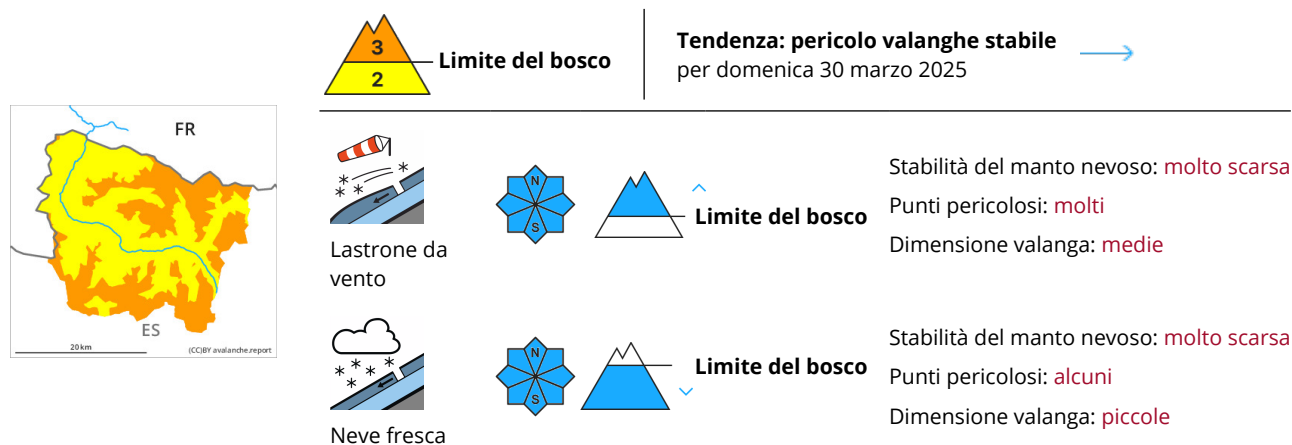 3
2
Limite del bosco
Tendenza: pericolo valanghe stabile
per domenica 30 marzo 2025
FR
ES
20 km
(CC)BY avalanche.report
Lastrone da
vento
N
S
Limite del bosco
Stabilità del manto nevoso: molto scarsa
Punti pericolosi: molti
Dimensione valanga: medie
Neve fresca
N
S
Limite del bosco
Stabilità del manto nevoso: molto scarsa
Punti pericolosi: alcuni
Dimensione valanga: piccole